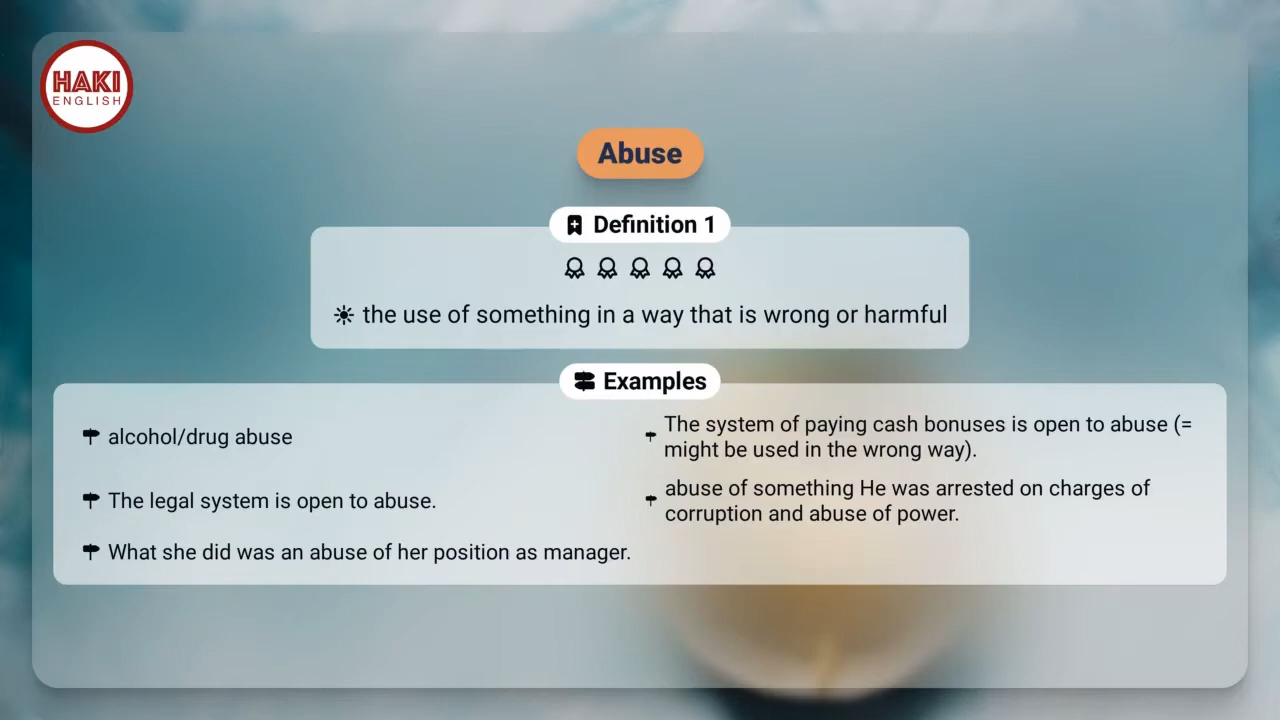 HAKI
ENGLISH
Abuse
Definition 1
the use of something in a way that is wrong or harmful
Examples
alcohol/drug abuse
The system of paying cash bonuses is open to abuse (=
might be used in the wrong way).
The legal system is open to abuse.
abuse of something He was arrested on charges of
corruption and abuse of power.
What she did was an abuse of her position as manager.